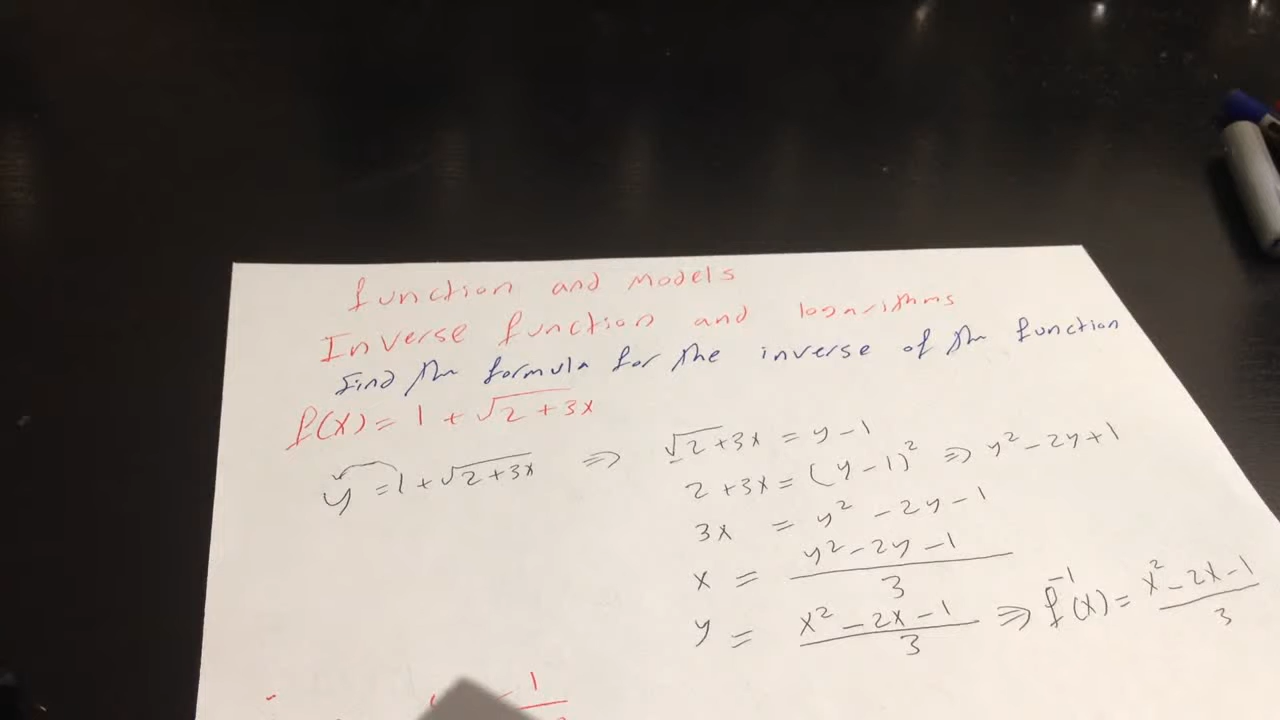 function and models
Inverse function and logarithms
find the formula for the inverse of the function
f(x) = 1 + √2+3x
y = 1 + √2+3x ⇒ √2+3x = y - 1
2 + 3x = (y - 1)² ⇒ y² - 2y + 1
3x = y² - 2y - 1
x = y² - 2y - 1 / 3
y = x² - 2x - 1 / 3 ⇒ f⁻¹(x) = x² - 2x - 1 / 3
- 1